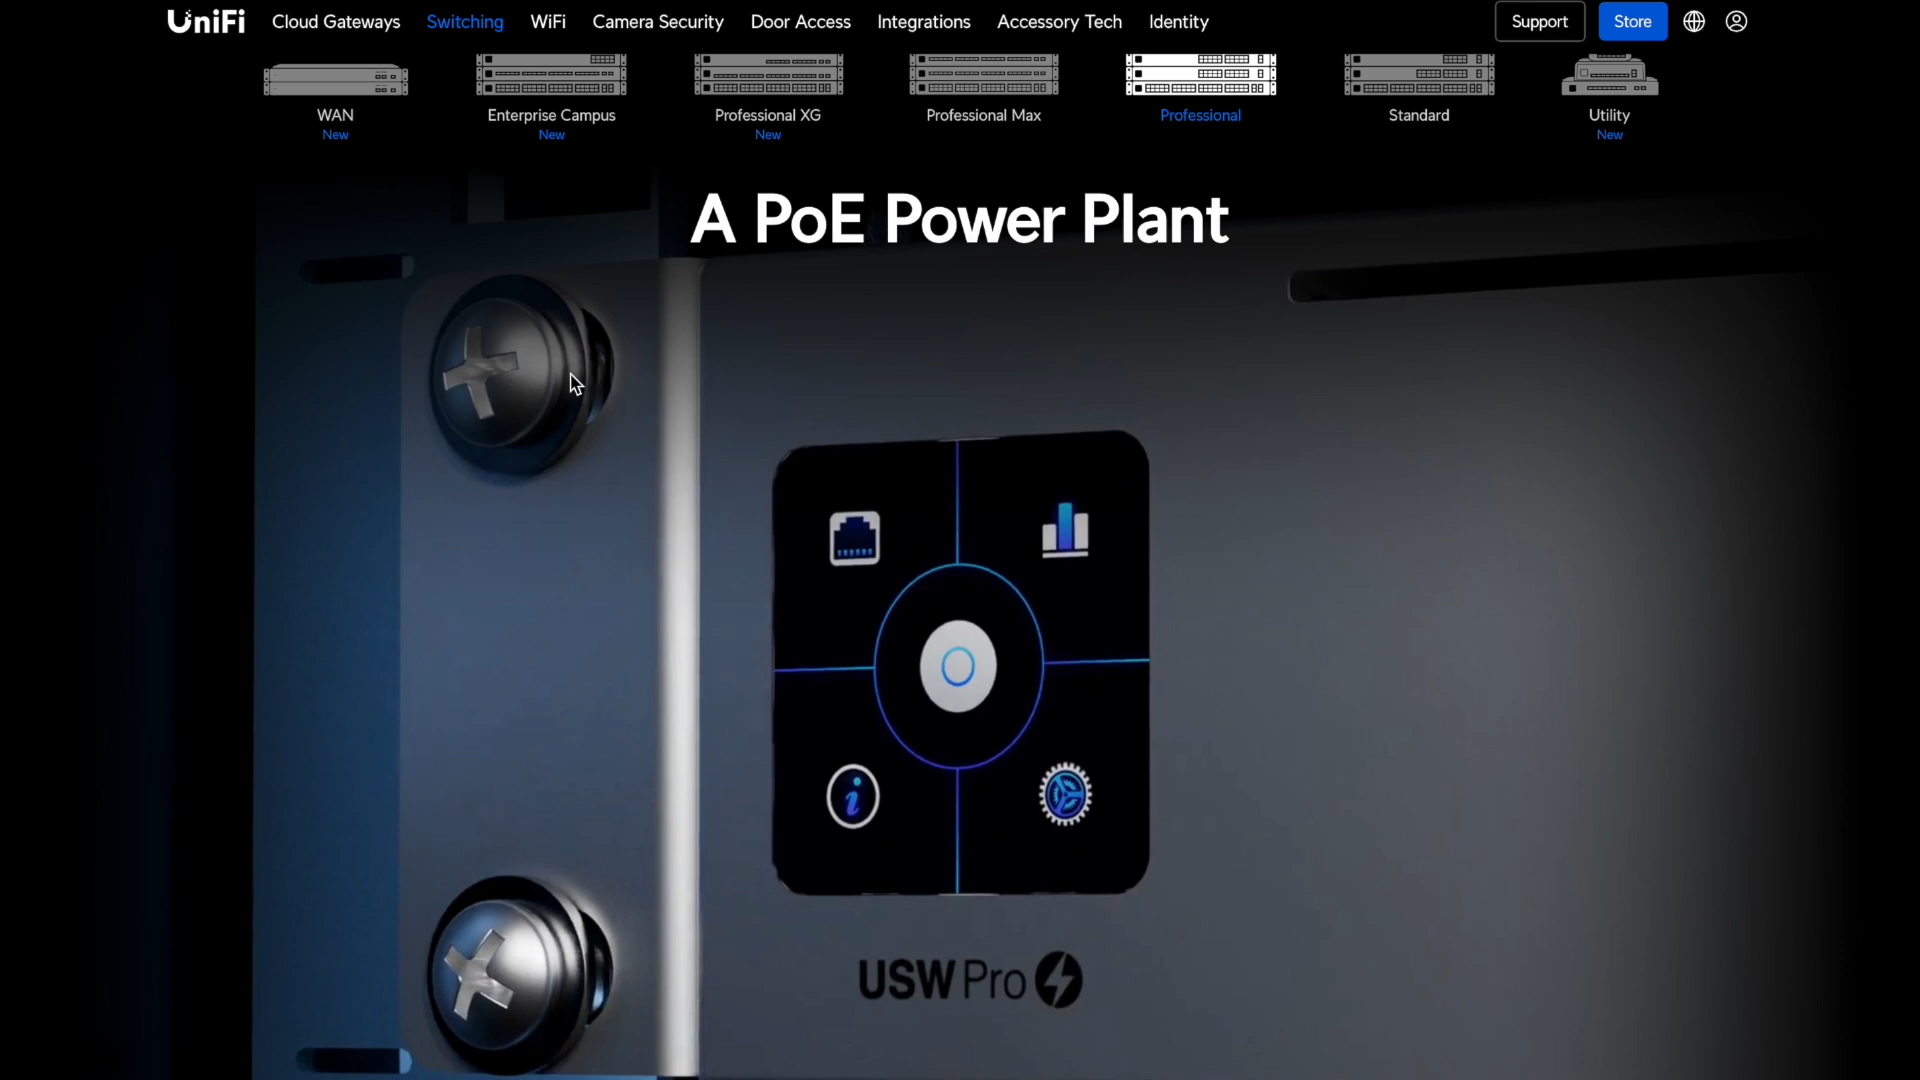 UniFi Cloud Gateways Switching WiFi Camera Security Door Access Integrations Accessory Tech Identity Support Store
WAN Enterprise Campus Professional XG Professional Max Professional Standard Utility
New New New New
A PoE Power Plant
i
USW Pro